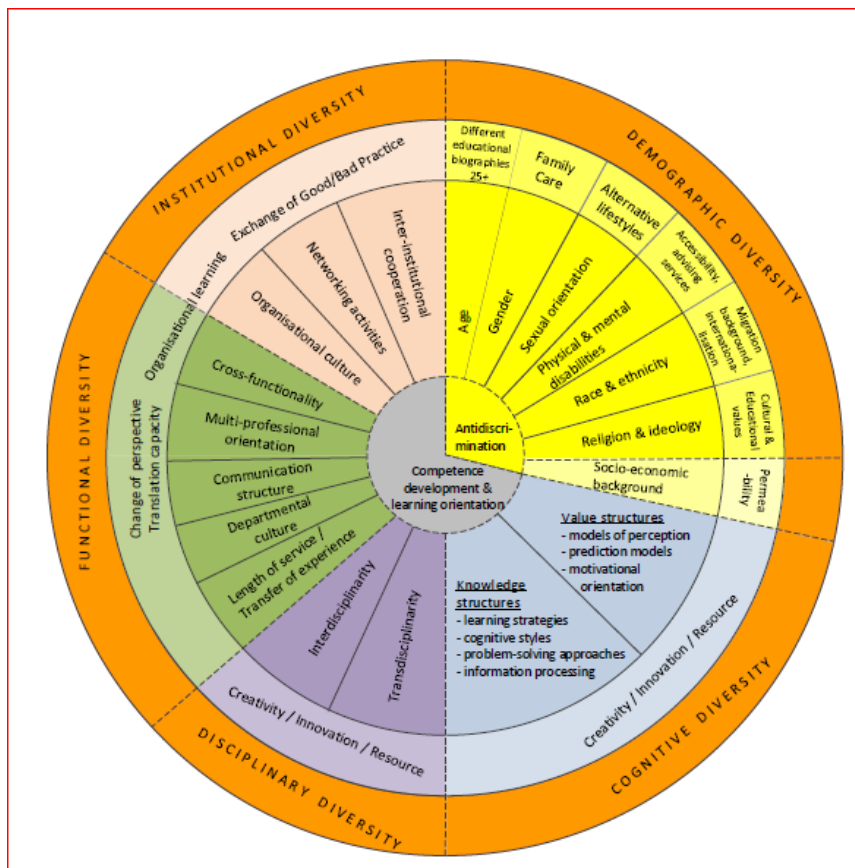 INSTITUTIONAL DIVERSITY
DEMOGRAPHIC DIVERSITY
COGNITIVE DIVERSITY
DISCIPLINARY DIVERSITY
FUNCTIONAL DIVERSITY
Exchange of Good/Bad Practice
Organisational learning
Inter-institutional
cooperation
Networking activities
Organisational culture
Different
educational
biographies
25+
Family
Care
Alternative
lifestyles
Accessibility,
advising
services
Migration
background,
internationa-
lisation
Cultural &
Educational
values
Permea
-bility
Age
Gender
Sexual orientation
Physical & mental
disabilities
Race & ethnicity
Religion & ideology
Socio-economic
background
Antidiscri-
mination
Competence
development &
learning orientation
Value structures
- models of perception
- prediction models
- motivational
orientation
Knowledge
structures
- learning strategies
- cognitive styles
- problem-solving approaches
- information processing
Creativity / Innovation / Resource
Transdisciplinarity
Interdisciplinarity
Creativity / Innovation / Resource
Change of perspective
Translation capacity
Cross-functionality
Multi-professional
orientation
Communication
structure
Departmental
culture
Length of service /
Transfer of experience